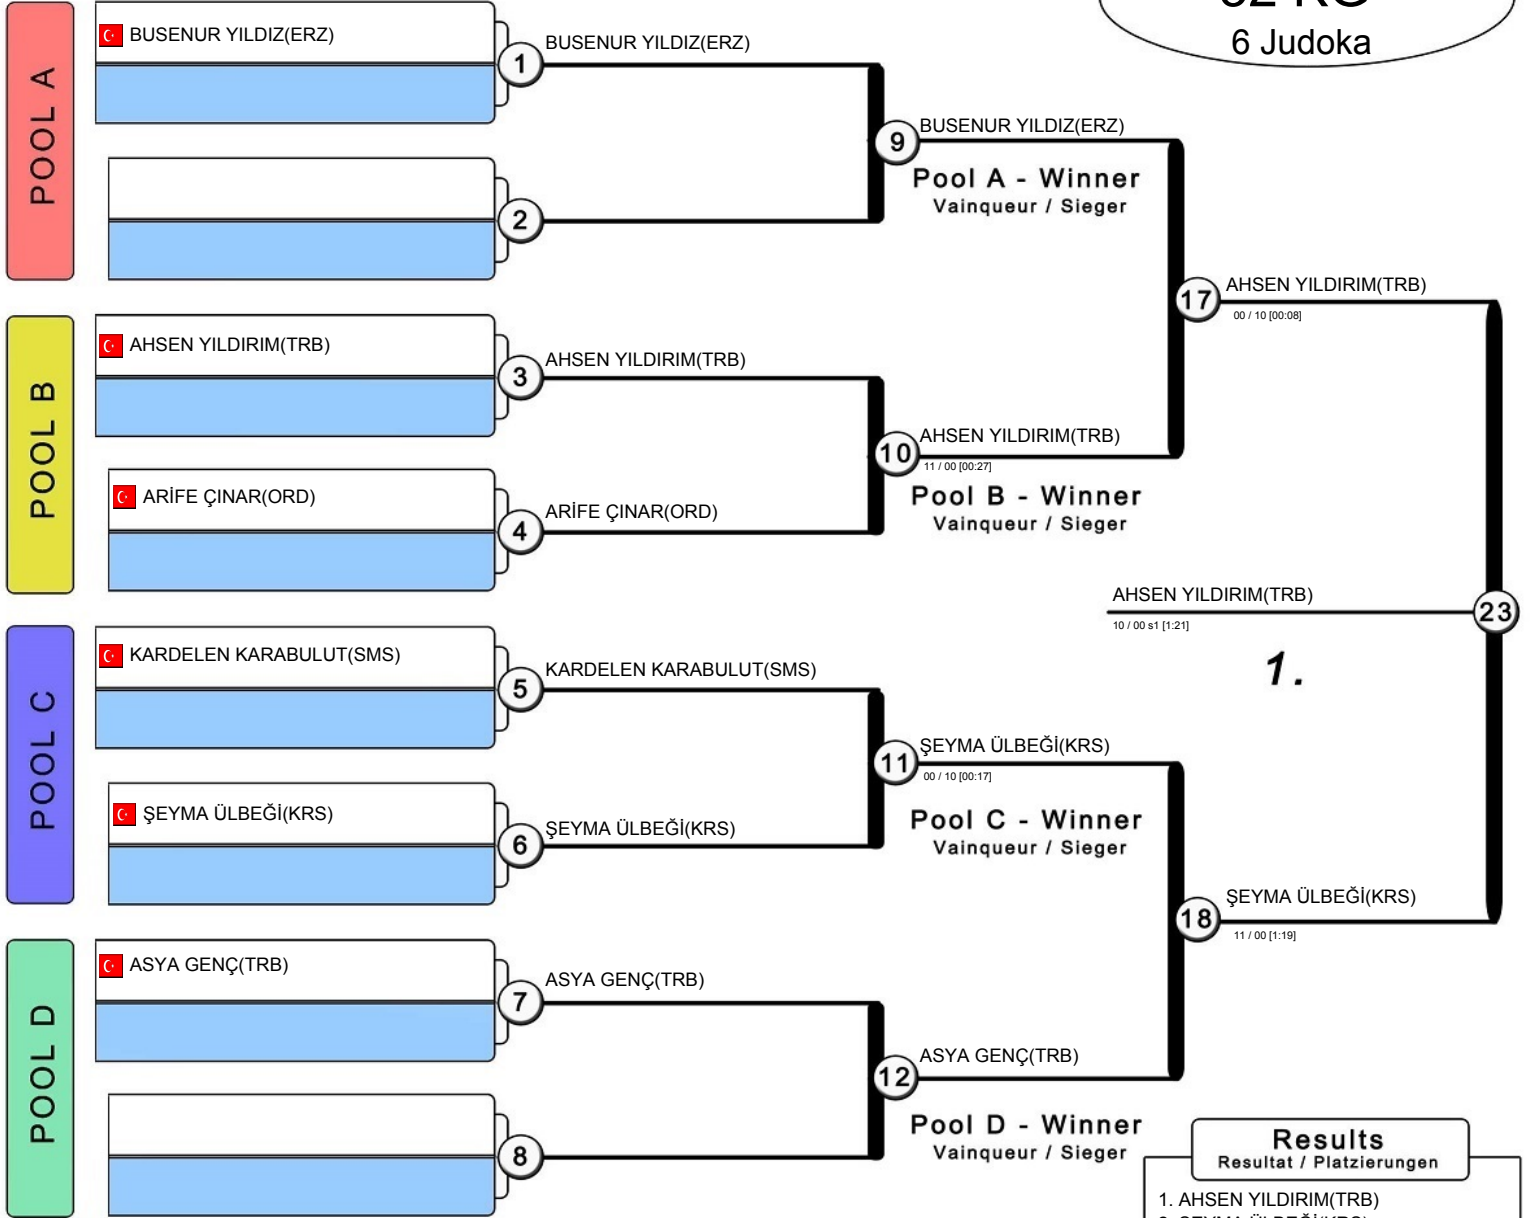 6 Judoka
POOL A
BUSENUR YILDIZ(ERZ)
1
BUSENUR YILDIZ(ERZ)
2
9
BUSENUR YILDIZ(ERZ)
Pool A - Winner
Vainqueur / Sieger
17
AHSEN YILDIRIM(TRB)
00 / 10 [00:08]
POOL B
AHSEN YILDIRIM(TRB)
3
AHSEN YILDIRIM(TRB)
ARİFE ÇINAR(ORD)
4
ARİFE ÇINAR(ORD)
10
AHSEN YILDIRIM(TRB)
11 / 00 [00:27]
Pool B - Winner
Vainqueur / Sieger
AHSEN YILDIRIM(TRB)
10 / 00 s1 [1:21]
23
1.
POOL C
KARDELEN KARABULUT(SMS)
5
KARDELEN KARABULUT(SMS)
ŞEYMA ÜLBEĞİ(KRS)
6
ŞEYMA ÜLBEĞİ(KRS)
11
ŞEYMA ÜLBEĞİ(KRS)
00 / 10 [00:17]
Pool C - Winner
Vainqueur / Sieger
18
ŞEYMA ÜLBEĞİ(KRS)
11 / 00 [1:19]
POOL D
ASYA GENÇ(TRB)
7
ASYA GENÇ(TRB)
8
12
ASYA GENÇ(TRB)
Pool D - Winner
Vainqueur / Sieger
Results
Resultat / Platzierungen
1. AHSEN YILDIRIM(TRB)